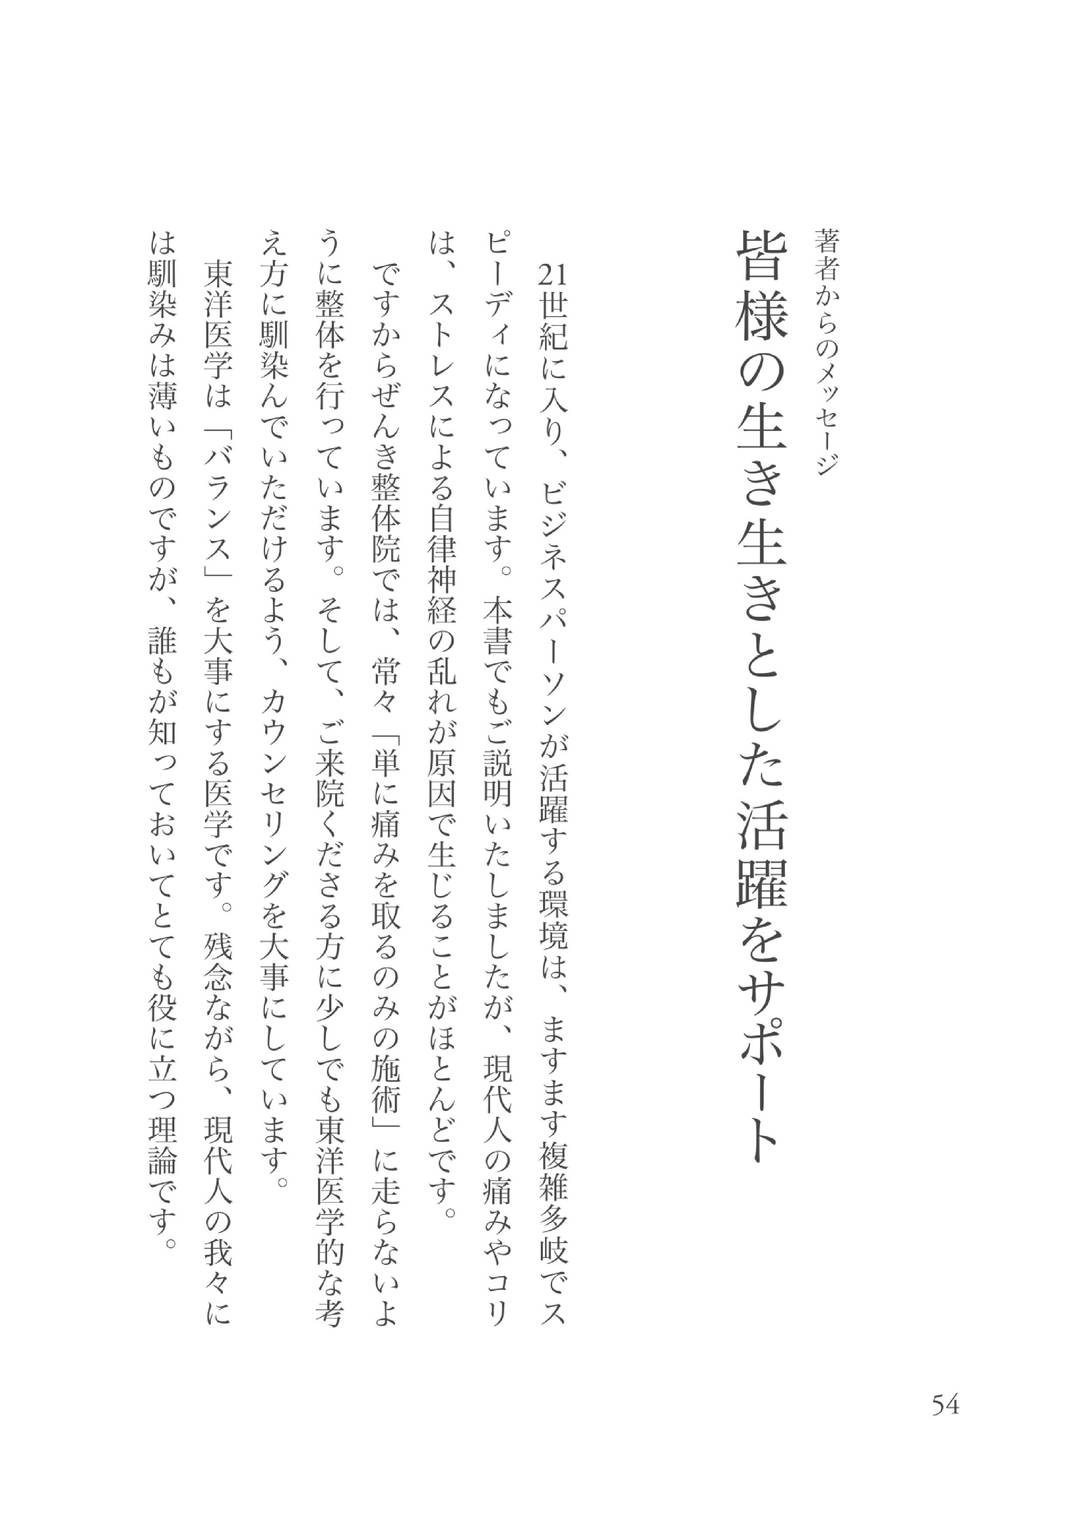 著者からのメッセージ
皆様の生き生きとした活躍をサポート
21世紀に入り、ビジネスパーソンが活躍する環境は、ますます複雑多岐でス
ピーディになっています。本書でもご説明いたしましたが、現代人の痛みやコリ
は、ストレスによる自律神経の乱れが原因で生じることがほとんどです。
ですからぜんき整体院では、常々「単に痛みを取るのみの施術」に走らないよ
うに整体を行っています。そして、ご来院くださる方に少しでも東洋医学的な考
え方に馴染んでいただけるよう、カウンセリングを大事にしています。
東洋医学は「バランス」を大事にする医学です。残念ながら、現代人の我々に
は馴染みは薄いものですが、誰もが知っておいてとても役に立つ理論です。
54